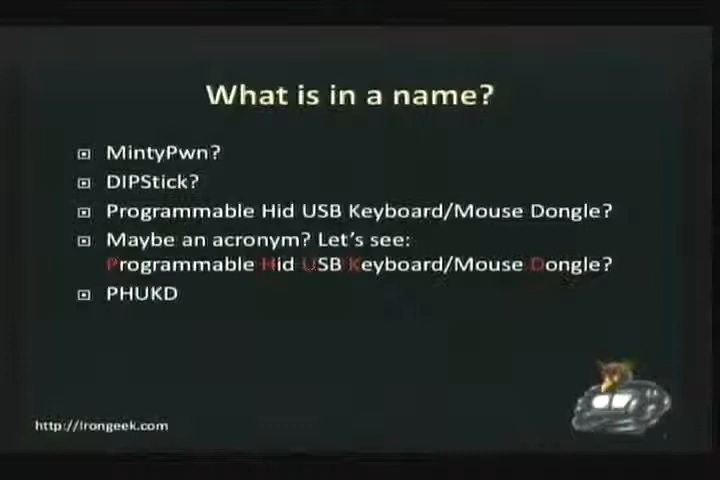 What is in a name?
MintyPwn?
DIPStick?
Programmable Hid USB Keyboard/Mouse Dongle?
Maybe an acronym? Let's see:
Programmable Hid USB Keyboard/Mouse Dongle?
PHUKD
http://Irongeek.com